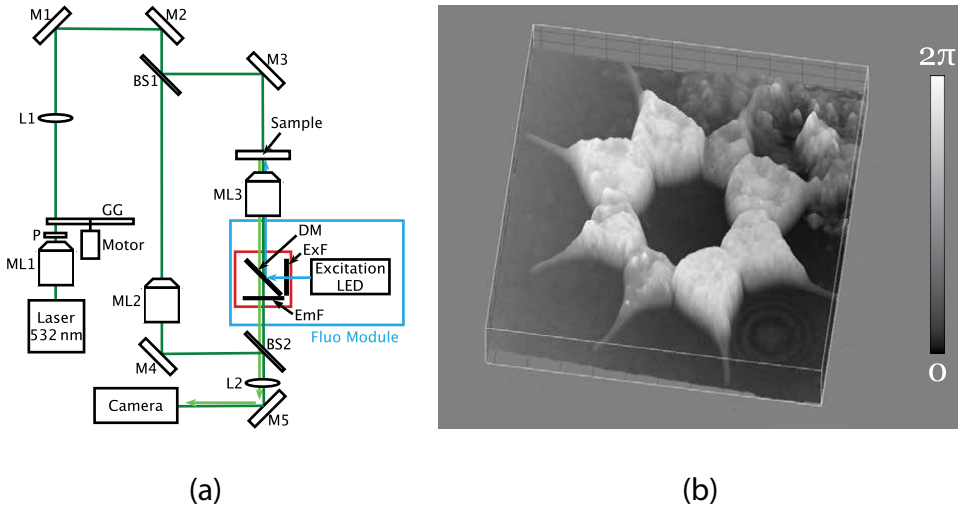 M1
M2
M3
BS1
L1
Sample
ML3
GG
P
Motor
ML1
DM
ExF
Excitation
LED
ML2
EmF
Laser
532 nm
Fluo Module
BS2
M4
L2
Camera
M5
2π
0
(a)
(b)